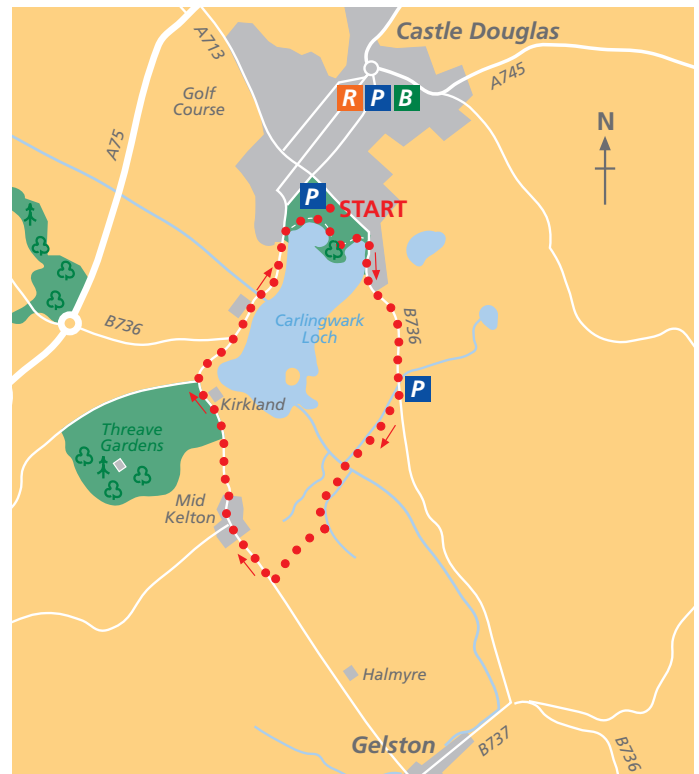 Castle Douglas
A713
A745
Golf
Course
R P B
A75
N
P
START
Carlingwark
Loch
B736
B736
P
Kirkland
Threave
Gardens
Mid
Kelton
Halmyre
Gelston
B737
B736